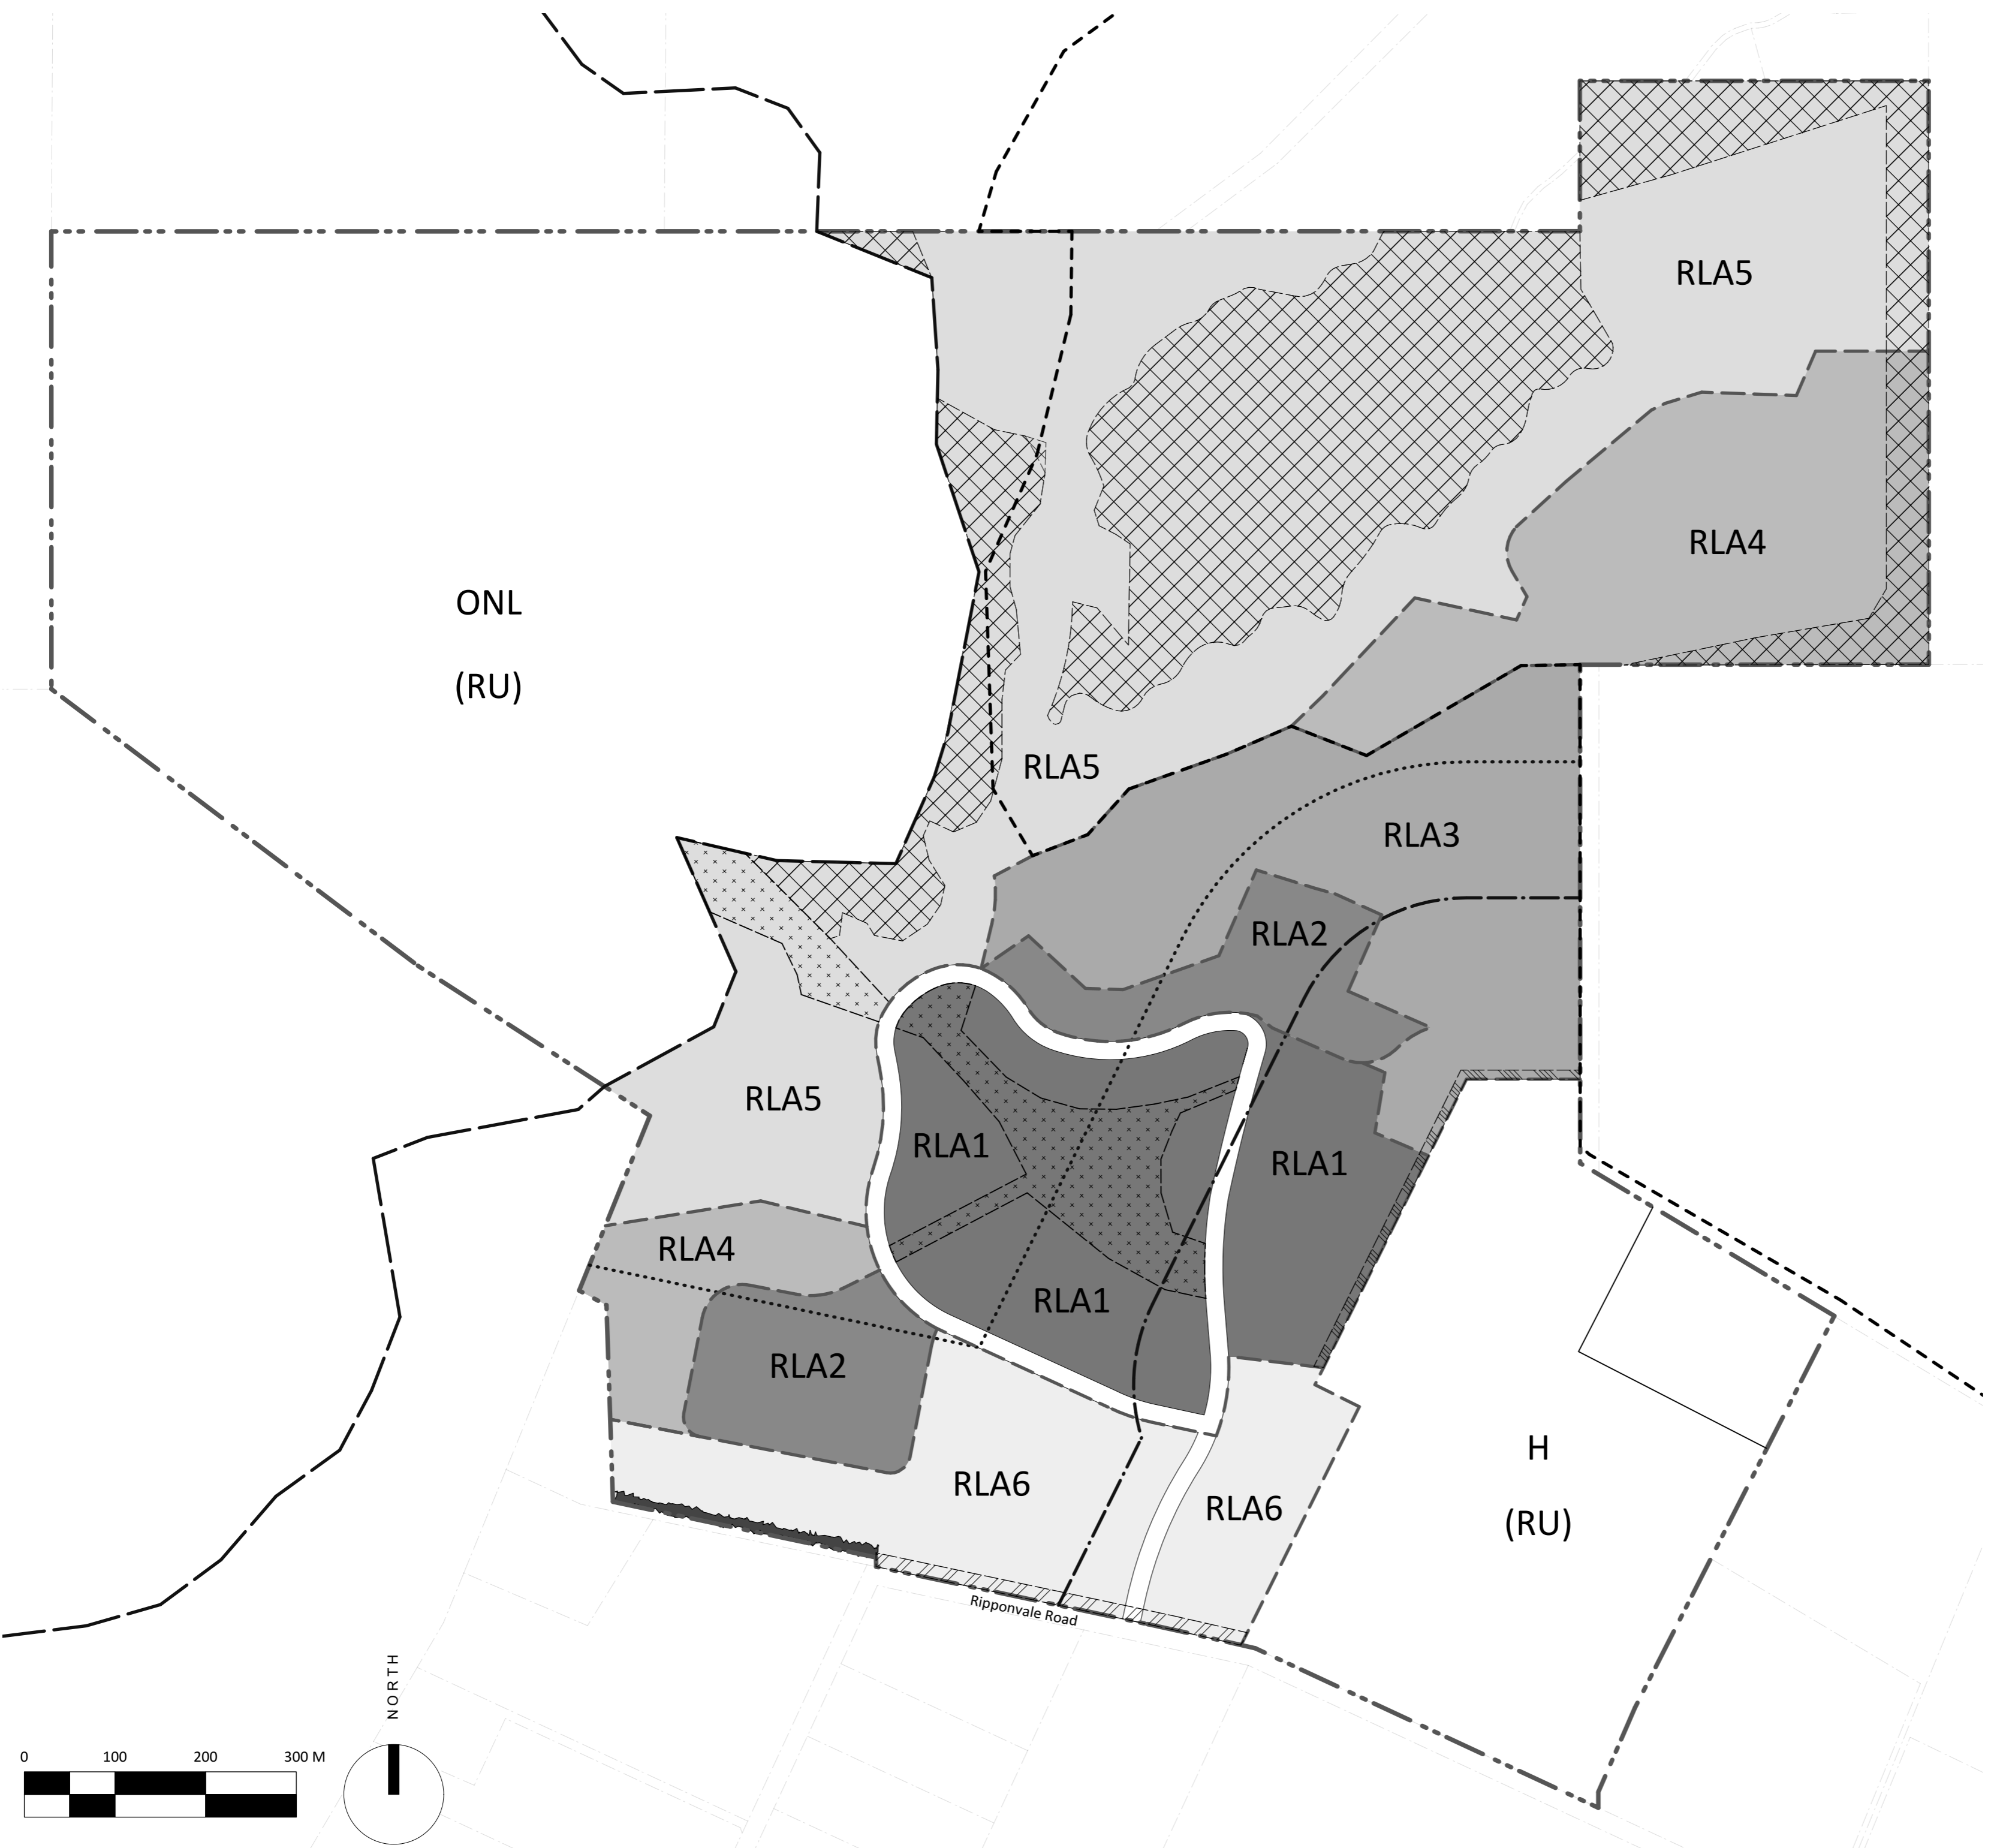 RLA5
RLA4
ONL
(RU)
RLA5
RLA3
RLA2
RLA5
RLA1
RLA1
RLA4
RLA1
RLA2
H
(RU)
RLA6
RLA6
Ripponvale Road
NORTH
0 100 200 300 M